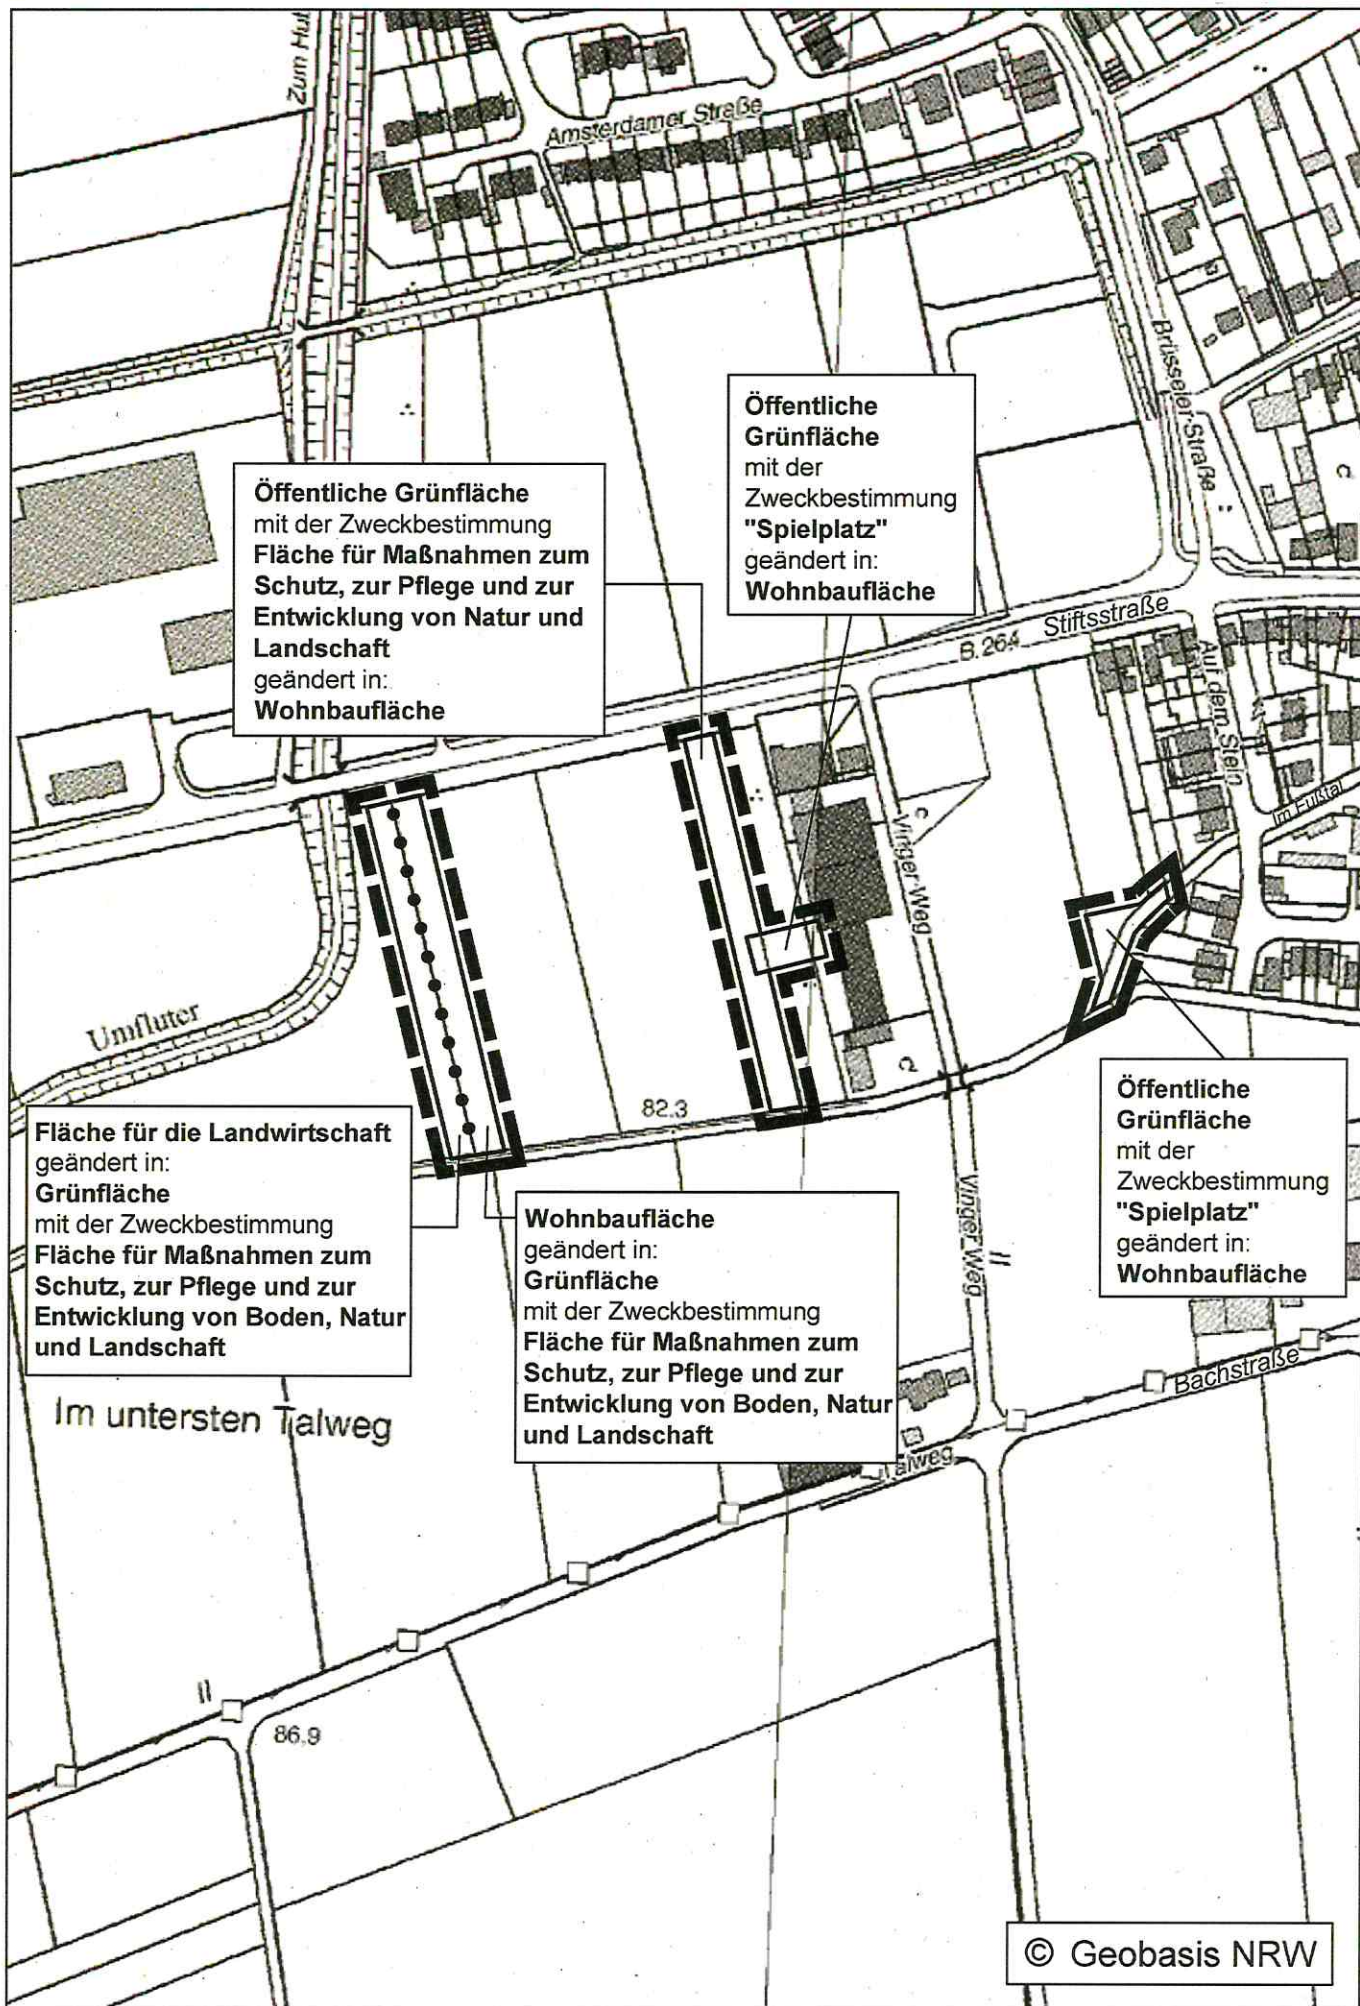 Zum Hut
Amsterdamer Straße
Brüsseler Straße
Öffentliche
Grünfläche
mit der
Zweckbestimmung
"Spielplatz"
geändert in:
Wohnbaufläche
Öffentliche Grünfläche
mit der Zweckbestimmung
Fläche für Maßnahmen zum
Schutz, zur Pflege und zur
Entwicklung von Natur und
Landschaft
geändert in:
Wohnbaufläche
B 264 Stiftsstraße
Auf dem Stein
Im Fußtal
Vinger Weg
Umfluter
82.3
Fläche für die Landwirtschaft
geändert in:
Grünfläche
mit der Zweckbestimmung
Fläche für Maßnahmen zum
Schutz, zur Pflege und zur
Entwicklung von Boden, Natur
und Landschaft
Wohnbaufläche
geändert in:
Grünfläche
mit der Zweckbestimmung
Fläche für Maßnahmen zum
Schutz, zur Pflege und zur
Entwicklung von Boden, Natur
und Landschaft
Öffentliche
Grünfläche
mit der
Zweckbestimmung
"Spielplatz"
geändert in:
Wohnbaufläche
Vinger Weg
Bachstraße
Im untersten Talweg
Talweg
86,9
© Geobasis NRW